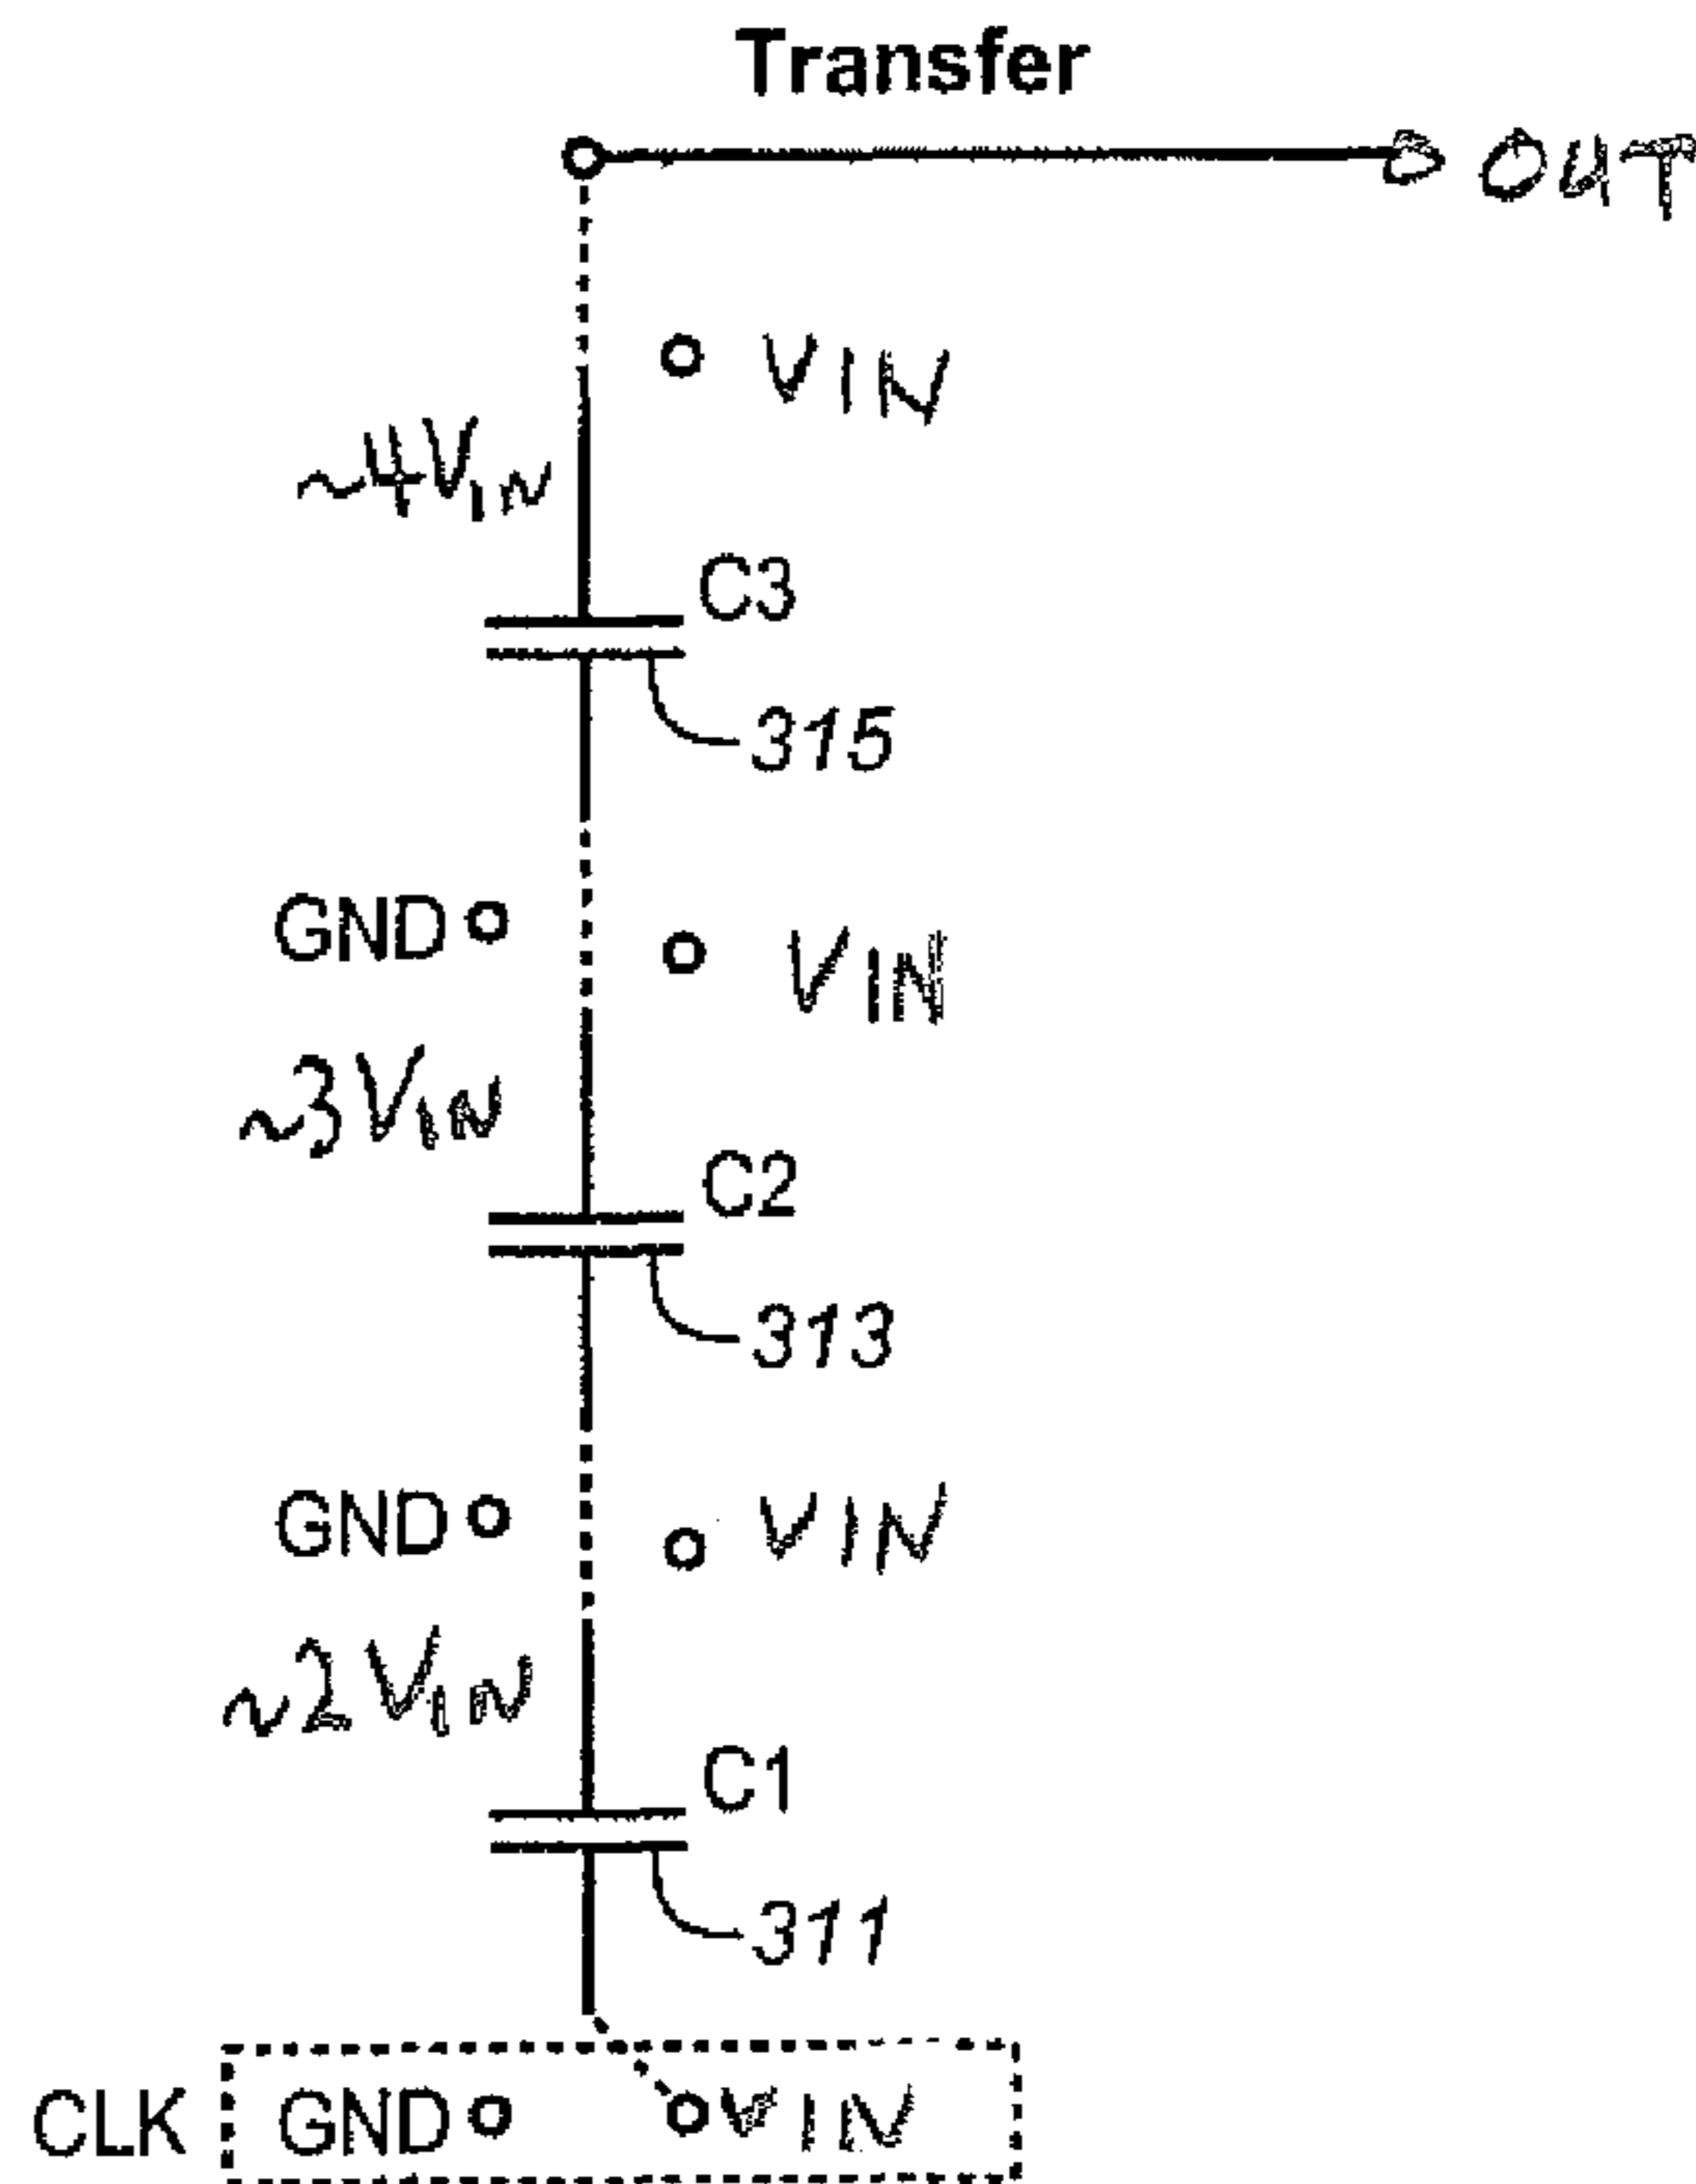 Transfer
OUT
VIN
~4VIN
C3
315
GND
VIN
~3VIN
C2
313
GND
VIN
~2VIN
C1
311
CLK GND VIN